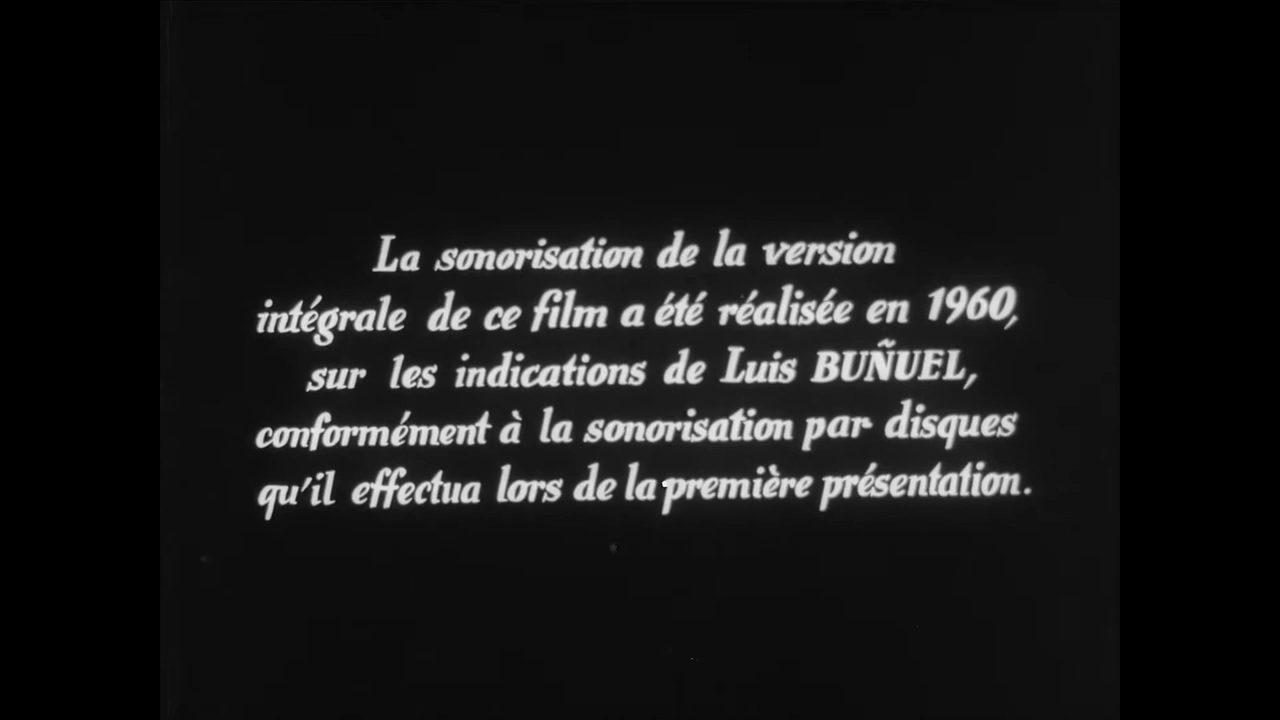 La sonorisation de la version
intégrale de ce film a été réalisée en 1960,
sur les indications de Luis BUÑUEL,
conformément à la sonorisation par disques
qu'il effectua lors de la première présentation.